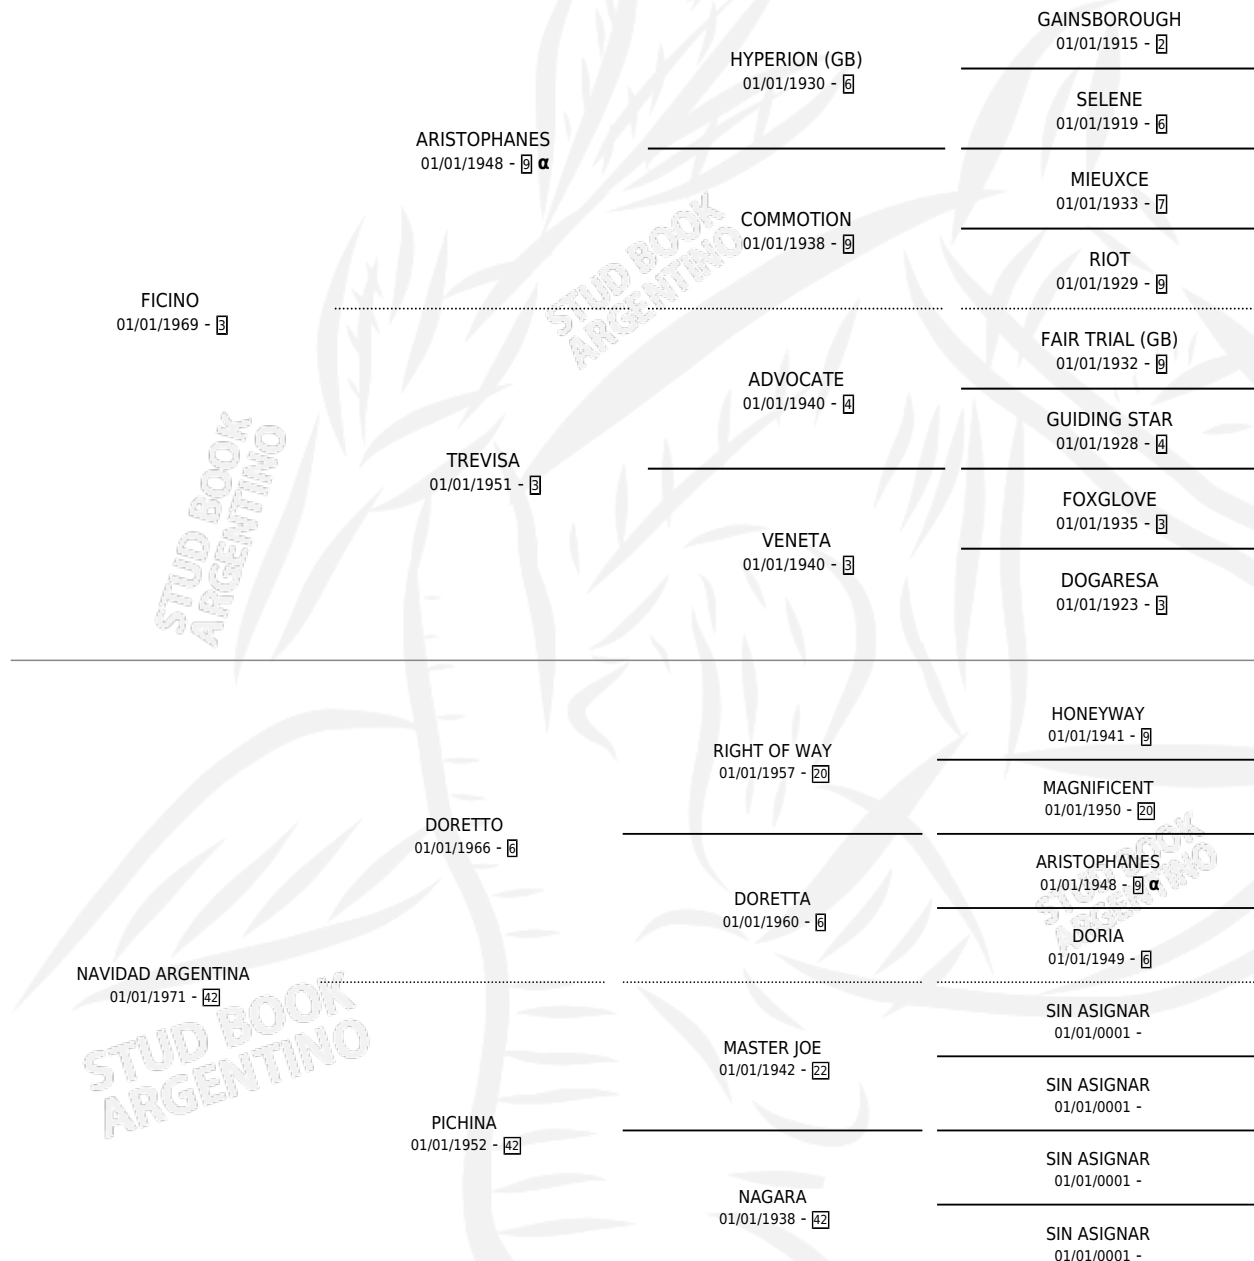 GAINSBOROUGH
01/01/1915 - 2
HYPERION (GB)
01/01/1930 - 6
SELENE
01/01/1919 - 6
ARISTOPHANES
01/01/1948 - 9 α
MIEUXCE
01/01/1933 - 7
COMMOTION
01/01/1938 - 9
RIOT
01/01/1929 - 9
STUD BOOK
ARGENTINO
FICINO
01/01/1969 - 3
FAIR TRIAL (GB)
01/01/1932 - 9
ADVOCATE
01/01/1940 - 4
GUIDING STAR
01/01/1928 - 4
TREVISA
01/01/1951 - 3
FOXGLOVE
01/01/1935 - 3
VENETA
01/01/1940 - 3
DOGARESA
01/01/1923 - 3
STUD BOOK
ARGENTINO
HONEYWAY
01/01/1941 - 9
RIGHT OF WAY
01/01/1957 - 20
MAGNIFICENT
01/01/1950 - 20
DORETTO
01/01/1966 - 6
ARISTOPHANES
01/01/1948 - 9 α
DORETTA
01/01/1960 - 6
DORIA
01/01/1949 - 6
STUD BOOK
ARGENTINO
NAVIDAD ARGENTINA
01/01/1971 - 42
SIN ASIGNAR
01/01/0001 -
MASTER JOE
01/01/1942 - 22
SIN ASIGNAR
01/01/0001 -
PICHINA
01/01/1952 - 42
SIN ASIGNAR
01/01/0001 -
NAGARA
01/01/1938 - 42
SIN ASIGNAR
01/01/0001 -
STUD BOOK
ARGENTINO